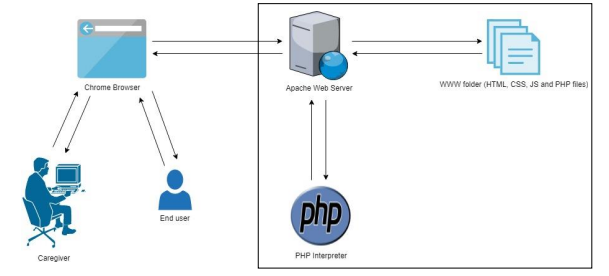 Chrome Browser
Apache Web Server
WWW folder (HTML, CSS, JS and PHP files)
End user
php
Caregiver
PHP Interpreter